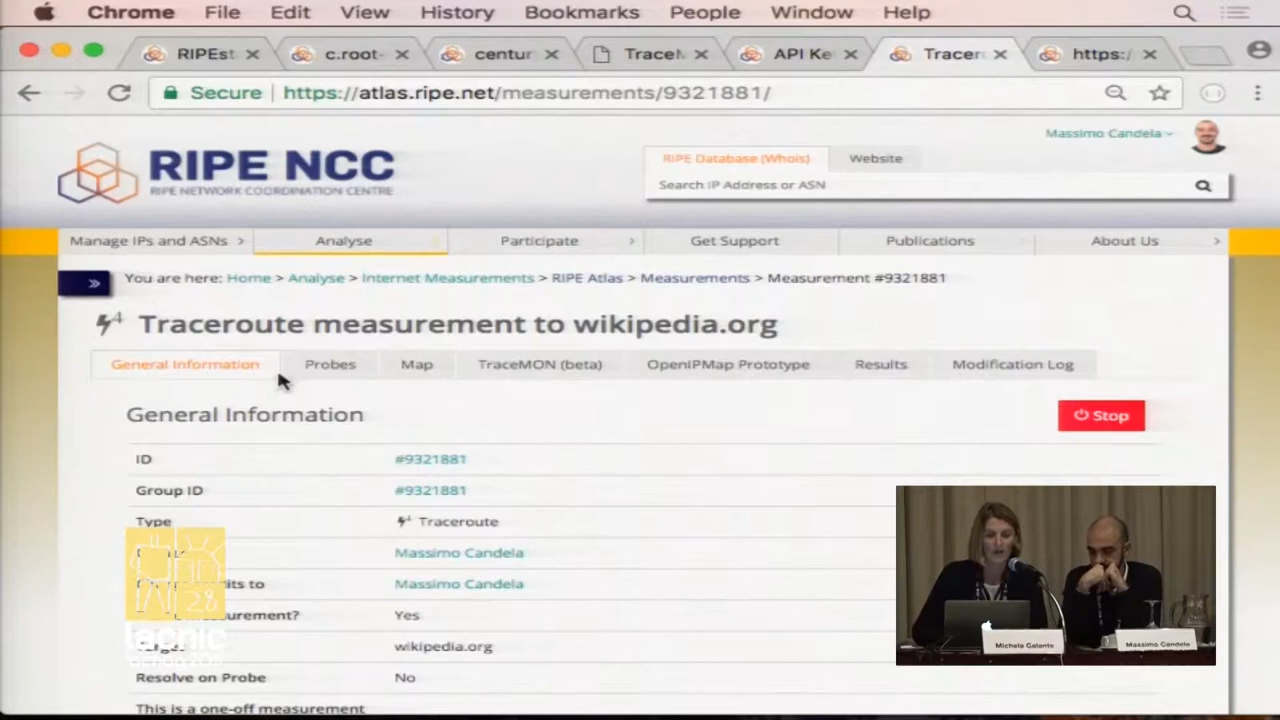 Chrome File Edit View History Bookmarks People Window Help
RIPEst c.root- centur TraceM API Ke Tracer https:/
Secure https://atlas.ripe.net/measurements/9321881/
Massimo Candela
RIPE NCC
RIPE NETWORK COORDINATION CENTRE
RIPE Database (Whois) Website
Search IP Address or ASN
Manage IPs and ASNs > Analyse Participate > Get Support Publications About Us >
» You are here: Home > Analyse > Internet Measurements > RIPE Atlas > Measurements > Measurement #9321881
4 Traceroute measurement to wikipedia.org
General Information Probes Map TraceMON (beta) OpenIPMap Prototype Results Modification Log
General Information
Stop
ID #9321881
Group ID #9321881
Type 4 Traceroute
Massimo Candela
its to Massimo Candela
urement? Yes
wikipedia.org
Resolve on Probe No
This is a one-off measurement
28
lacnic
Michela Galante
Massimo Candela